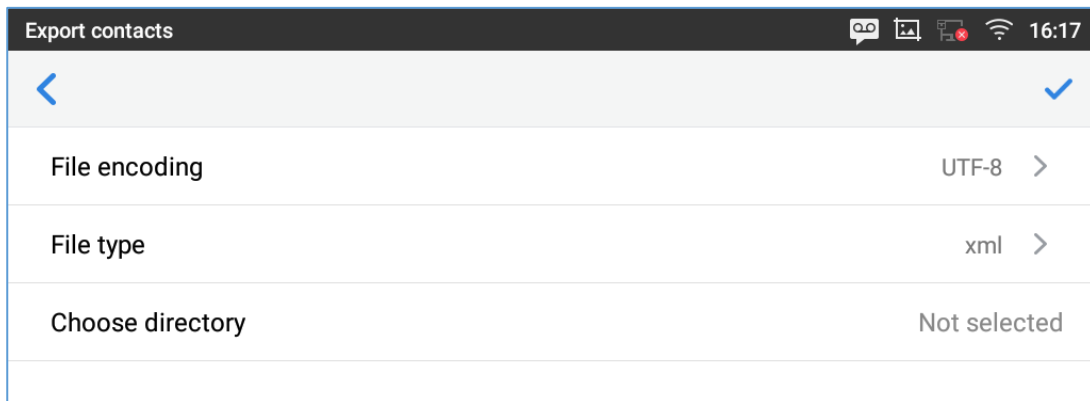 Export contacts 16:17
File encoding UTF-8
File type xml
Choose directory Not selected